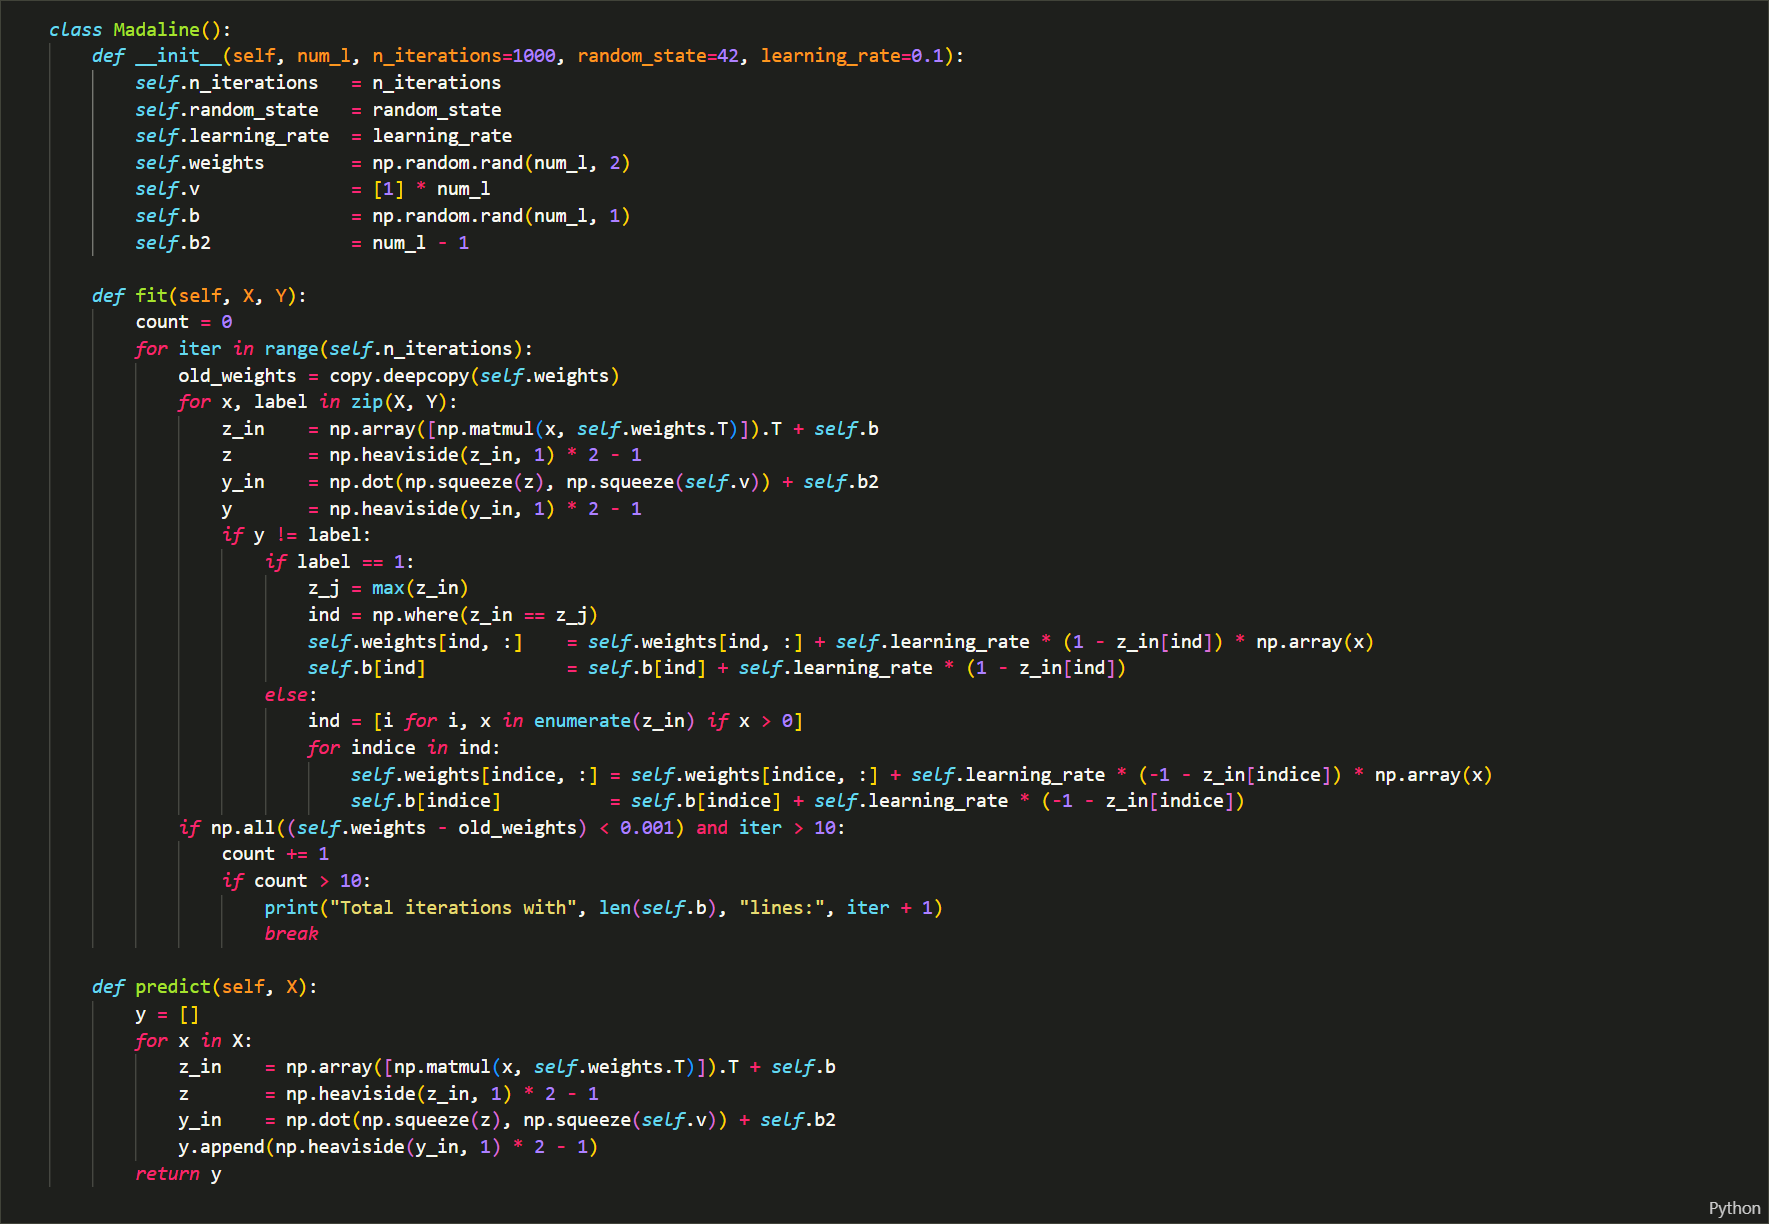 class Madaline():
    def __init__(self, num_l, n_iterations=1000, random_state=42, learning_rate=0.1):
        self.n_iterations   = n_iterations
        self.random_state   = random_state
        self.learning_rate  = learning_rate
        self.weights        = np.random.rand(num_l, 2)
        self.v              = [1] * num_l
        self.b              = np.random.rand(num_l, 1)
        self.b2             = num_l - 1

    def fit(self, X, Y):
        count = 0
        for iter in range(self.n_iterations):
            old_weights = copy.deepcopy(self.weights)
            for x, label in zip(X, Y):
                z_in    = np.array([np.matmul(x, self.weights.T)]).T + self.b
                z       = np.heaviside(z_in, 1) * 2 - 1
                y_in    = np.dot(np.squeeze(z), np.squeeze(self.v)) + self.b2
                y       = np.heaviside(y_in, 1) * 2 - 1
                if y != label:
                    if label == 1:
                        z_j = max(z_in)
                        ind = np.where(z_in == z_j)
                        self.weights[ind, :]    = self.weights[ind, :] + self.learning_rate * (1 - z_in[ind]) * np.array(x)
                        self.b[ind]             = self.b[ind] + self.learning_rate * (1 - z_in[ind])
                    else:
                        ind = [i for i, x in enumerate(z_in) if x > 0]
                        for indice in ind:
                            self.weights[indice, :] = self.weights[indice, :] + self.learning_rate * (-1 - z_in[indice]) * np.array(x)
                            self.b[indice]          = self.b[indice] + self.learning_rate * (-1 - z_in[indice])
            if np.all((self.weights - old_weights) < 0.001) and iter > 10:
                count += 1
                if count > 10:
                    print("Total iterations with", len(self.b), "lines:", iter + 1)
                    break

    def predict(self, X):
        y = []
        for x in X:
            z_in    = np.array([np.matmul(x, self.weights.T)]).T + self.b
            z       = np.heaviside(z_in, 1) * 2 - 1
            y_in    = np.dot(np.squeeze(z), np.squeeze(self.v)) + self.b2
            y.append(np.heaviside(y_in, 1) * 2 - 1)
        return y
Python